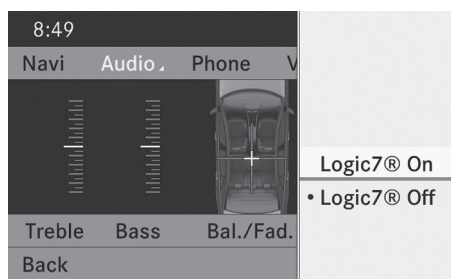 8:49
Navi Audio Phone V
Logic7® On
• Logic7® Off
Treble Bass Bal./Fad.
Back